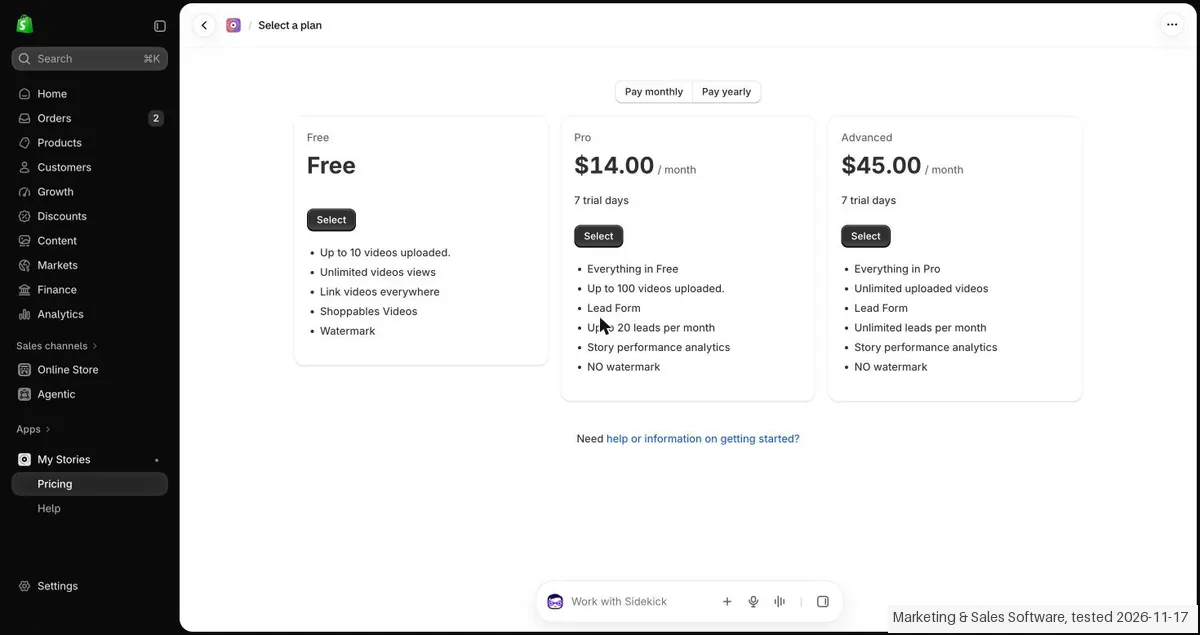 Search ⌘K
Home
Orders 2
Products
Customers
Growth
Discounts
Content
Markets
Finance
Analytics
Sales channels
Online Store
Agentic
Apps
My Stories
Pricing
Help
Settings
/ Select a plan
Pay monthly Pay yearly
Free
Free
Select
• Up to 10 videos uploaded.
• Unlimited videos views
• Link videos everywhere
• Shoppables Videos
• Watermark
Pro
$14.00 / month
7 trial days
Select
• Everything in Free
• Up to 100 videos uploaded.
• Lead Form
• Up to 20 leads per month
• Story performance analytics
• NO watermark
Advanced
$45.00 / month
7 trial days
Select
• Everything in Pro
• Unlimited uploaded videos
• Lead Form
• Unlimited leads per month
• Story performance analytics
• NO watermark
Need help or information on getting started?
Work with Sidekick
Marketing & Sales Software, tested 2026-11-17